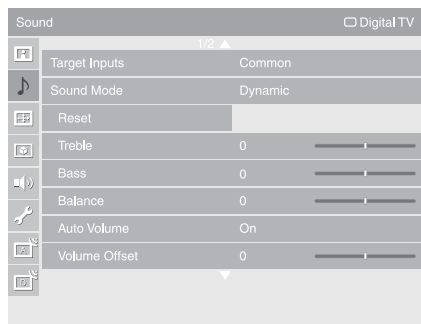 Sound Digital TV
1/2
Target Inputs Common
Sound Mode Dynamic
Reset
Treble 0
Bass 0
Balance 0
Auto Volume On
Volume Offset 0
A
D